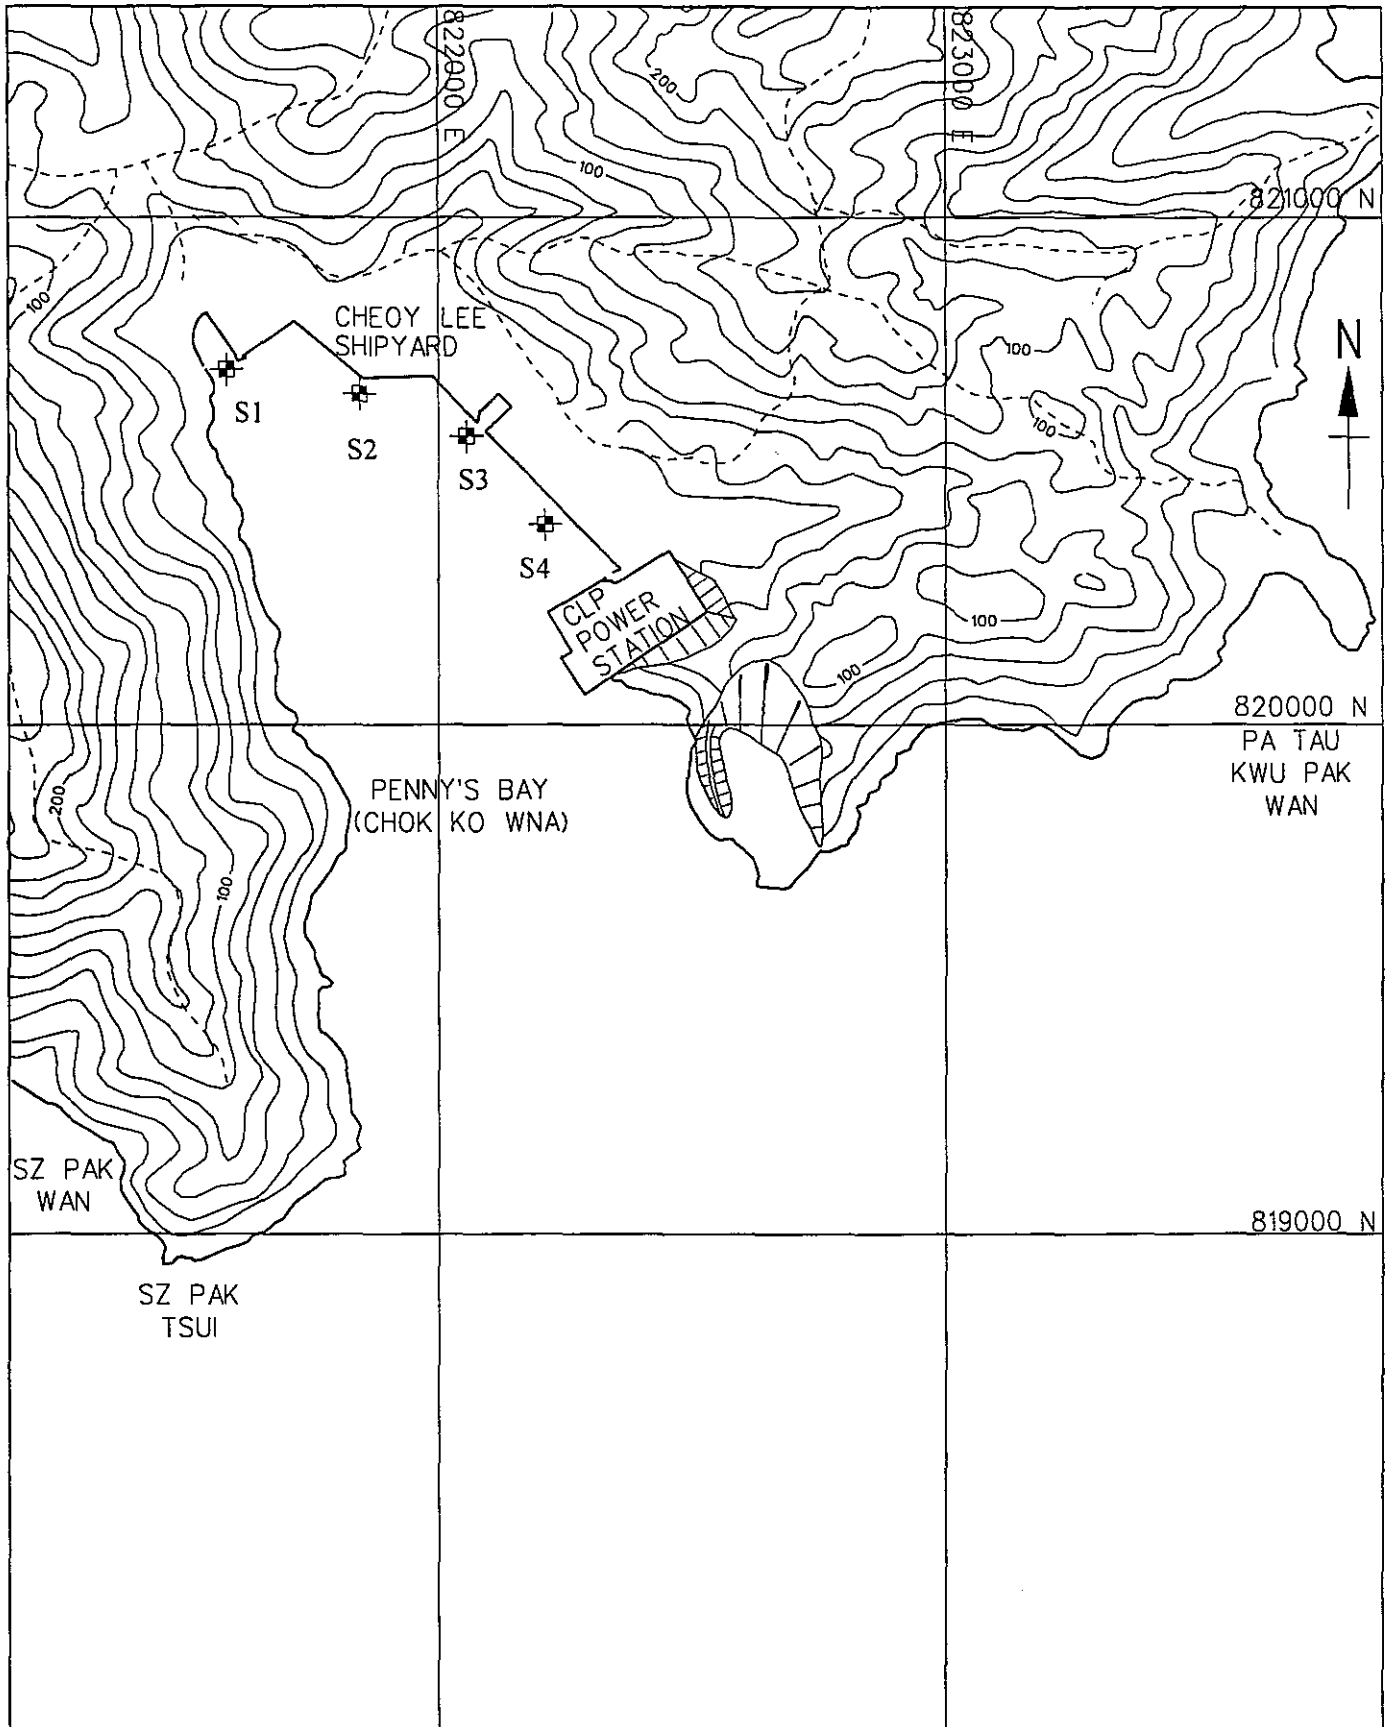 822000 E
823000 E
200
100
821000 N
100
CHEOY LEE
SHIPYARD
100
N
S1
S2
100
S3
S4
CLP
POWER
STATION
100
100
820000 N
PA TAU
KWU PAK
WAN
200
PENNY'S BAY
(CHOK KO WNA)
100
SZ PAK
WAN
819000 N
SZ PAK
TSUI